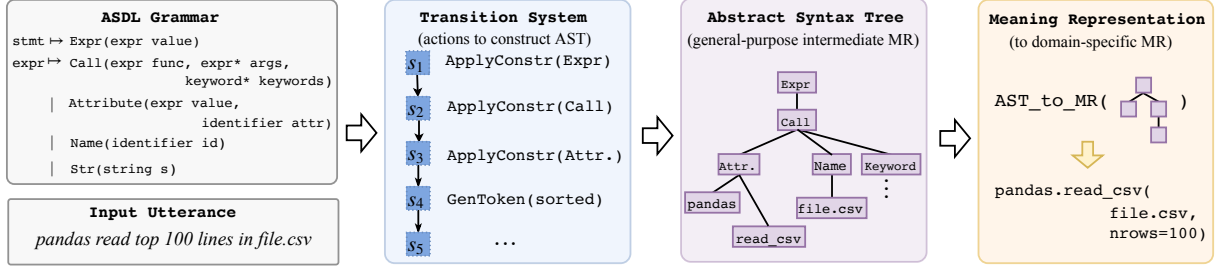 ASDL Grammar
stmt ↦ Expr(expr value)
expr ↦ Call(expr func, expr* args,
keyword* keywords)
| Attribute(expr value,
identifier attr)
| Name(identifier id)
| Str(string s)
Input Utterance
pandas read top 100 lines in file.csv
Transition System
(actions to construct AST)
s1 ApplyConstr(Expr)
s2 ApplyConstr(Call)
s3 ApplyConstr(Attr.)
s4 GenToken(sorted)
s5 ...
Abstract Syntax Tree
(general-purpose intermediate MR)
Expr
Call
Attr. Name Keyword
pandas file.csv ⋮
read_csv
Meaning Representation
(to domain-specific MR)
AST_to_MR( )
pandas.read_csv(
file.csv,
nrows=100)